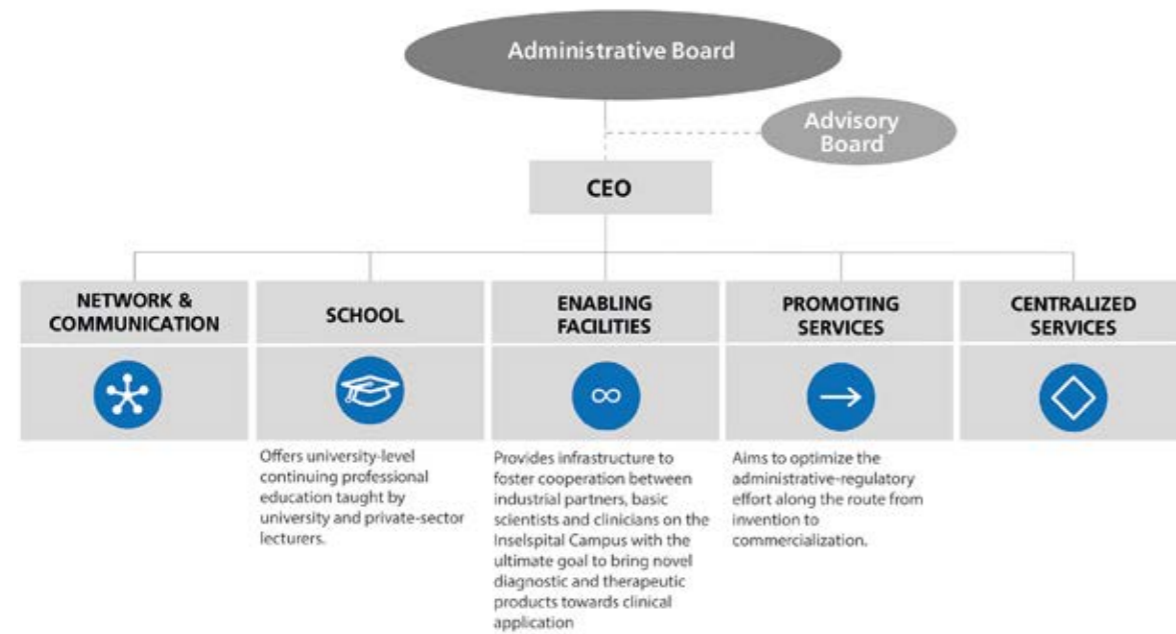 Administrative Board
Advisory
Board
CEO
NETWORK &
COMMUNICATION
SCHOOL
ENABLING
FACILITIES
PROMOTING
SERVICES
CENTRALIZED
SERVICES
Offers university-level
continuing professional
education taught by
university and private-sector
lecturers.
Provides infrastructure to
foster cooperation between
industrial partners, basic
scientists and clinicians on the
Inselspital Campus with the
ultimate goal to bring novel
diagnostic and therapeutic
products towards clinical
application
Aims to optimize the
administrative-regulatory
effort along the route from
invention to
commercialization.